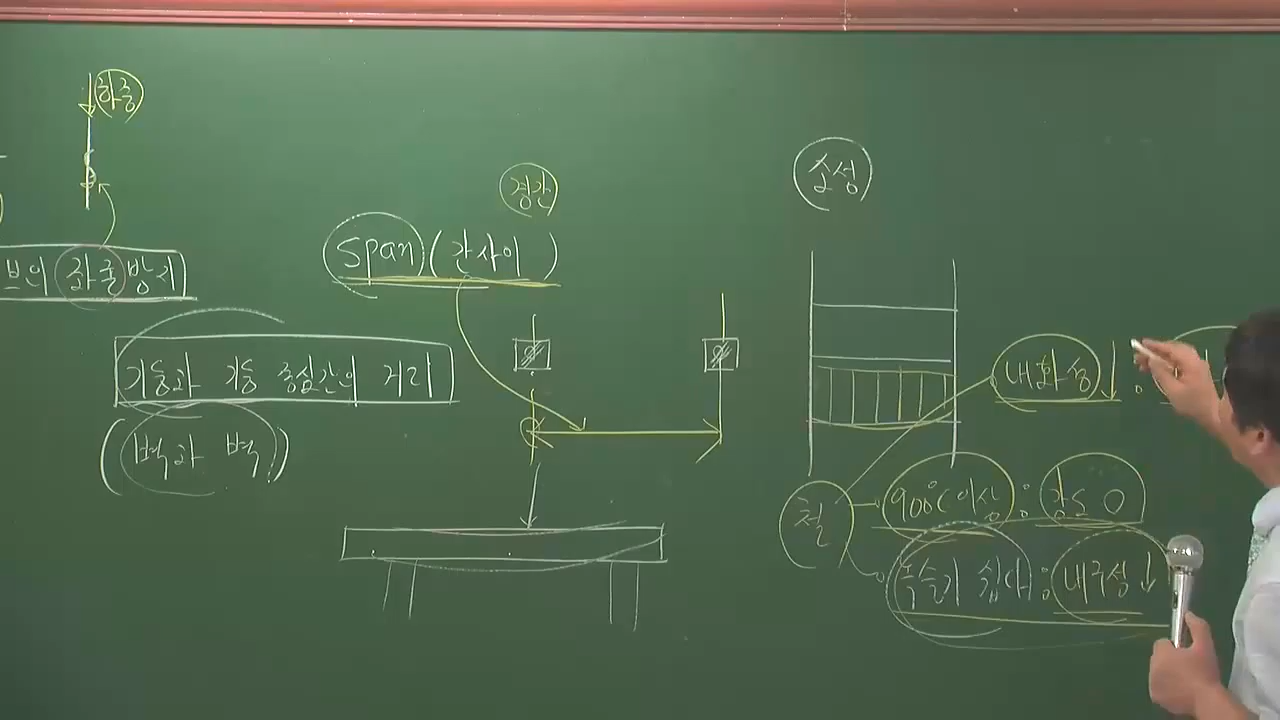 하중
브의 좌굴 방지
경간
span (간사이)
기둥과 기둥 중심간의 거리
(벽과 벽)
소성
내화성↓ :
철
900℃ 이상 : 강도 0
녹슬기 쉽다 : 내구성↓